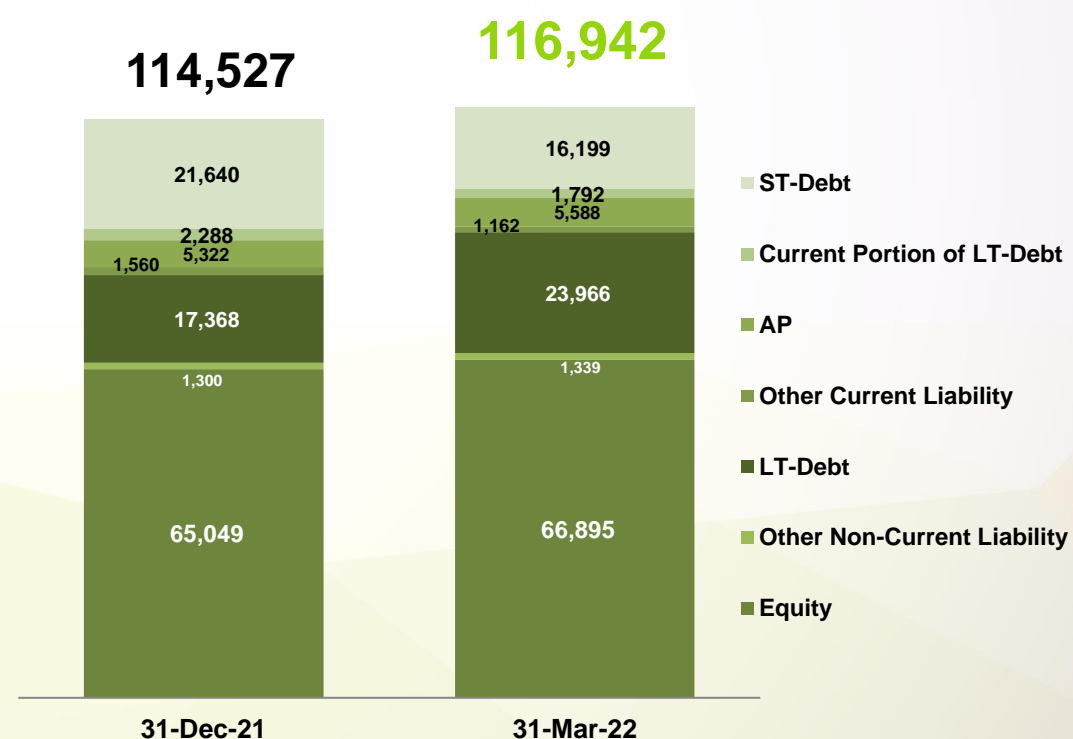 114,527
116,942
21,640
2,288
5,322
1,560
17,368
1,300
65,049
16,199
1,792
5,588
1,162
23,966
1,339
66,895
ST-Debt
Current Portion of LT-Debt
AP
Other Current Liability
LT-Debt
Other Non-Current Liability
Equity
31-Dec-21
31-Mar-22